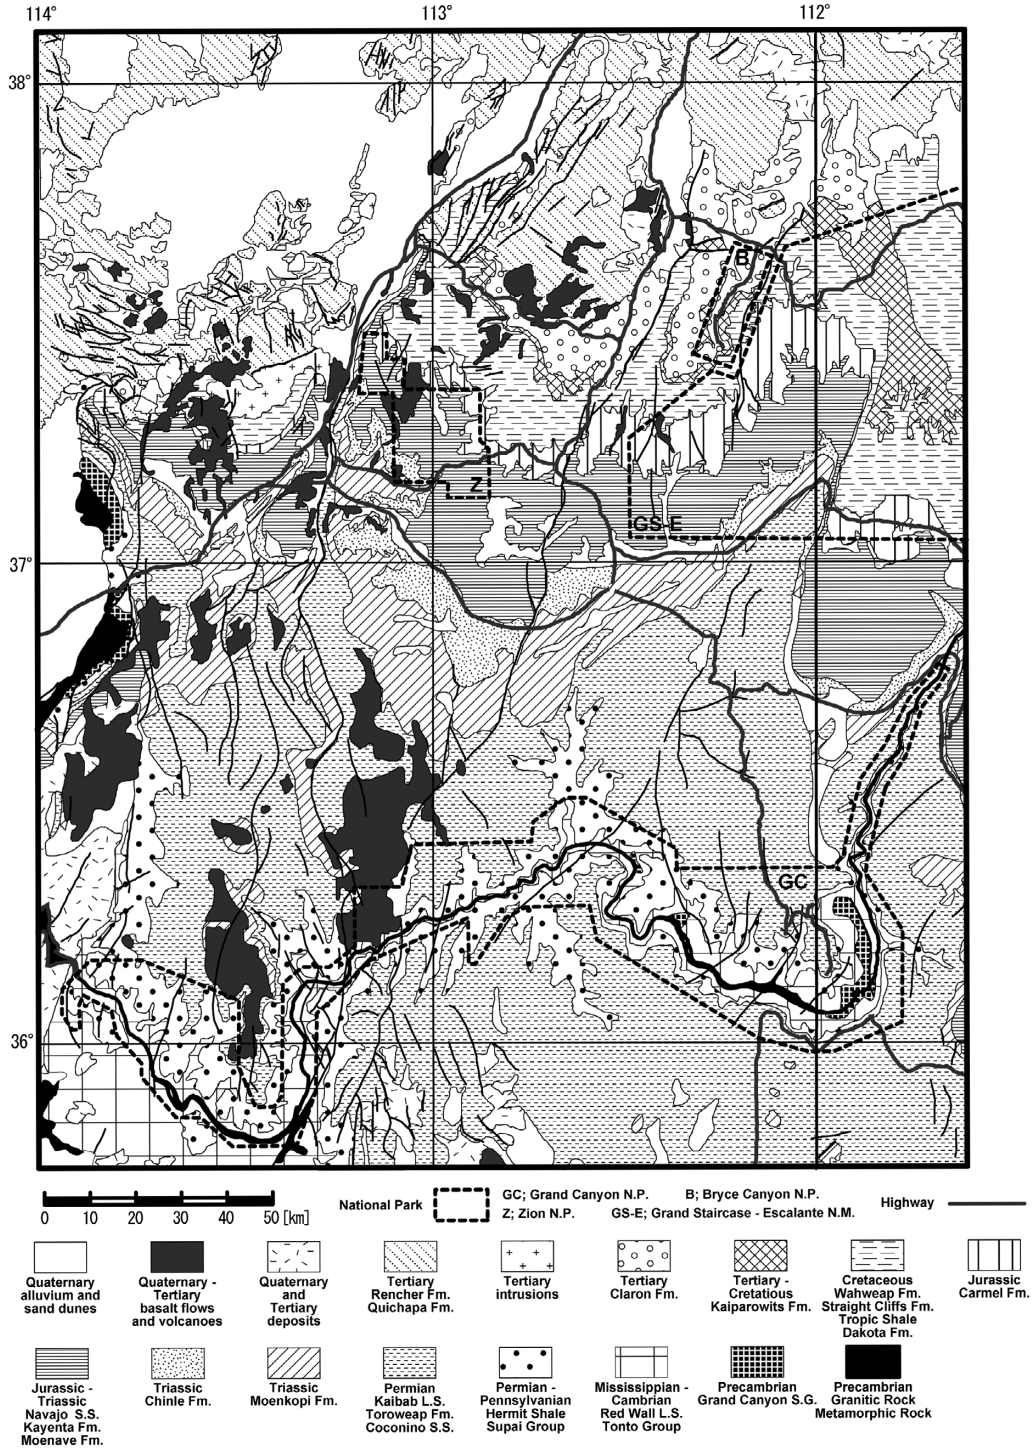 114°
113°
112°
38°
B
Z
GS-E
37°
GC
36°
0 10 20 30 40 50 [km]
National Park
GC; Grand Canyon N.P. B; Bryce Canyon N.P.
Z; Zion N.P. GS-E; Grand Staircase - Escalante N.M.
Highway
Quaternary
alluvium and
sand dunes
Quaternary -
Tertiary
basalt flows
and volcanoes
Quaternary
and
Tertiary
deposits
Tertiary
Rencher Fm.
Quichapa Fm.
Tertiary
intrusions
Tertiary
Claron Fm.
Tertiary -
Cretatious
Kaiparowits Fm.
Cretaceous
Wahweap Fm.
Straight Cliffs Fm.
Tropic Shale
Dakota Fm.
Jurassic
Carmel Fm.
Jurassic -
Triassic
Navajo S.S.
Kayenta Fm.
Moenave Fm.
Triassic
Chinle Fm.
Triassic
Moenkopi Fm.
Permian
Kaibab L.S.
Toroweap Fm.
Coconino S.S.
Permian -
Pennsylvanian
Hermit Shale
Supai Group
Mississippian -
Cambrian
Red Wall L.S.
Tonto Group
Precambrian
Grand Canyon S.G.
Precambrian
Granitic Rock
Metamorphic Rock